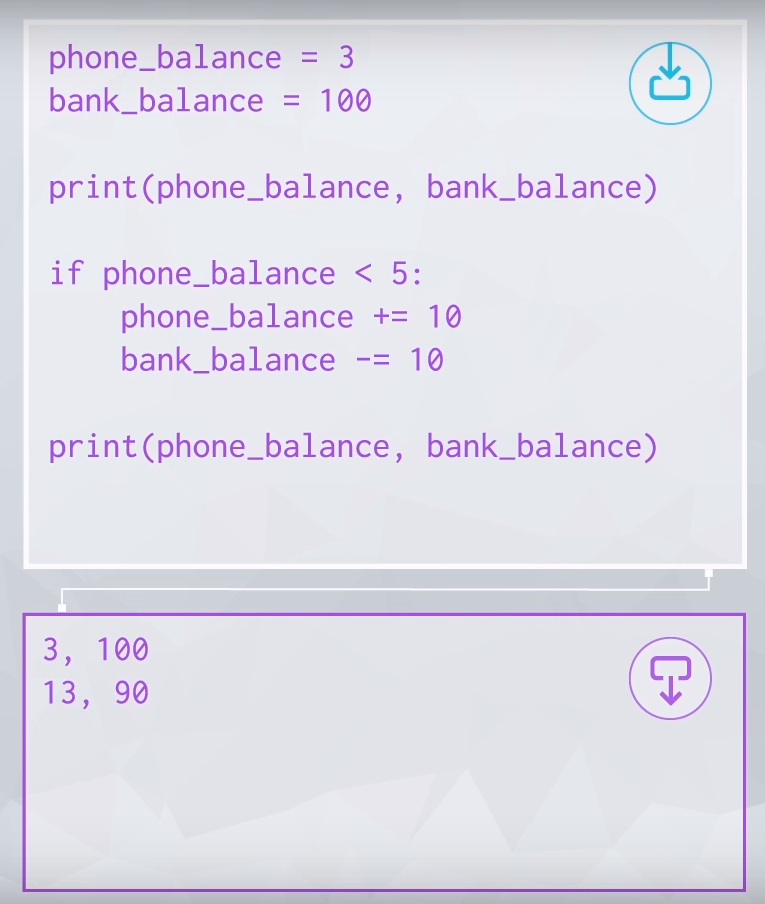 phone_balance = 3
bank_balance = 100
print(phone_balance, bank_balance)
if phone_balance < 5:
    phone_balance += 10
    bank_balance -= 10
print(phone_balance, bank_balance)
3, 100
13, 90